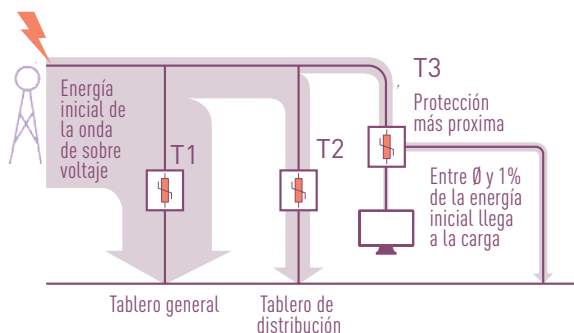 Energía
inicial de
la onda
de sobre
voltaje
T1
T2
T3
Protección
más proxima
Entre Ø y 1%
de la energía
inicial llega
a la carga
Tablero general
Tablero de
distribución